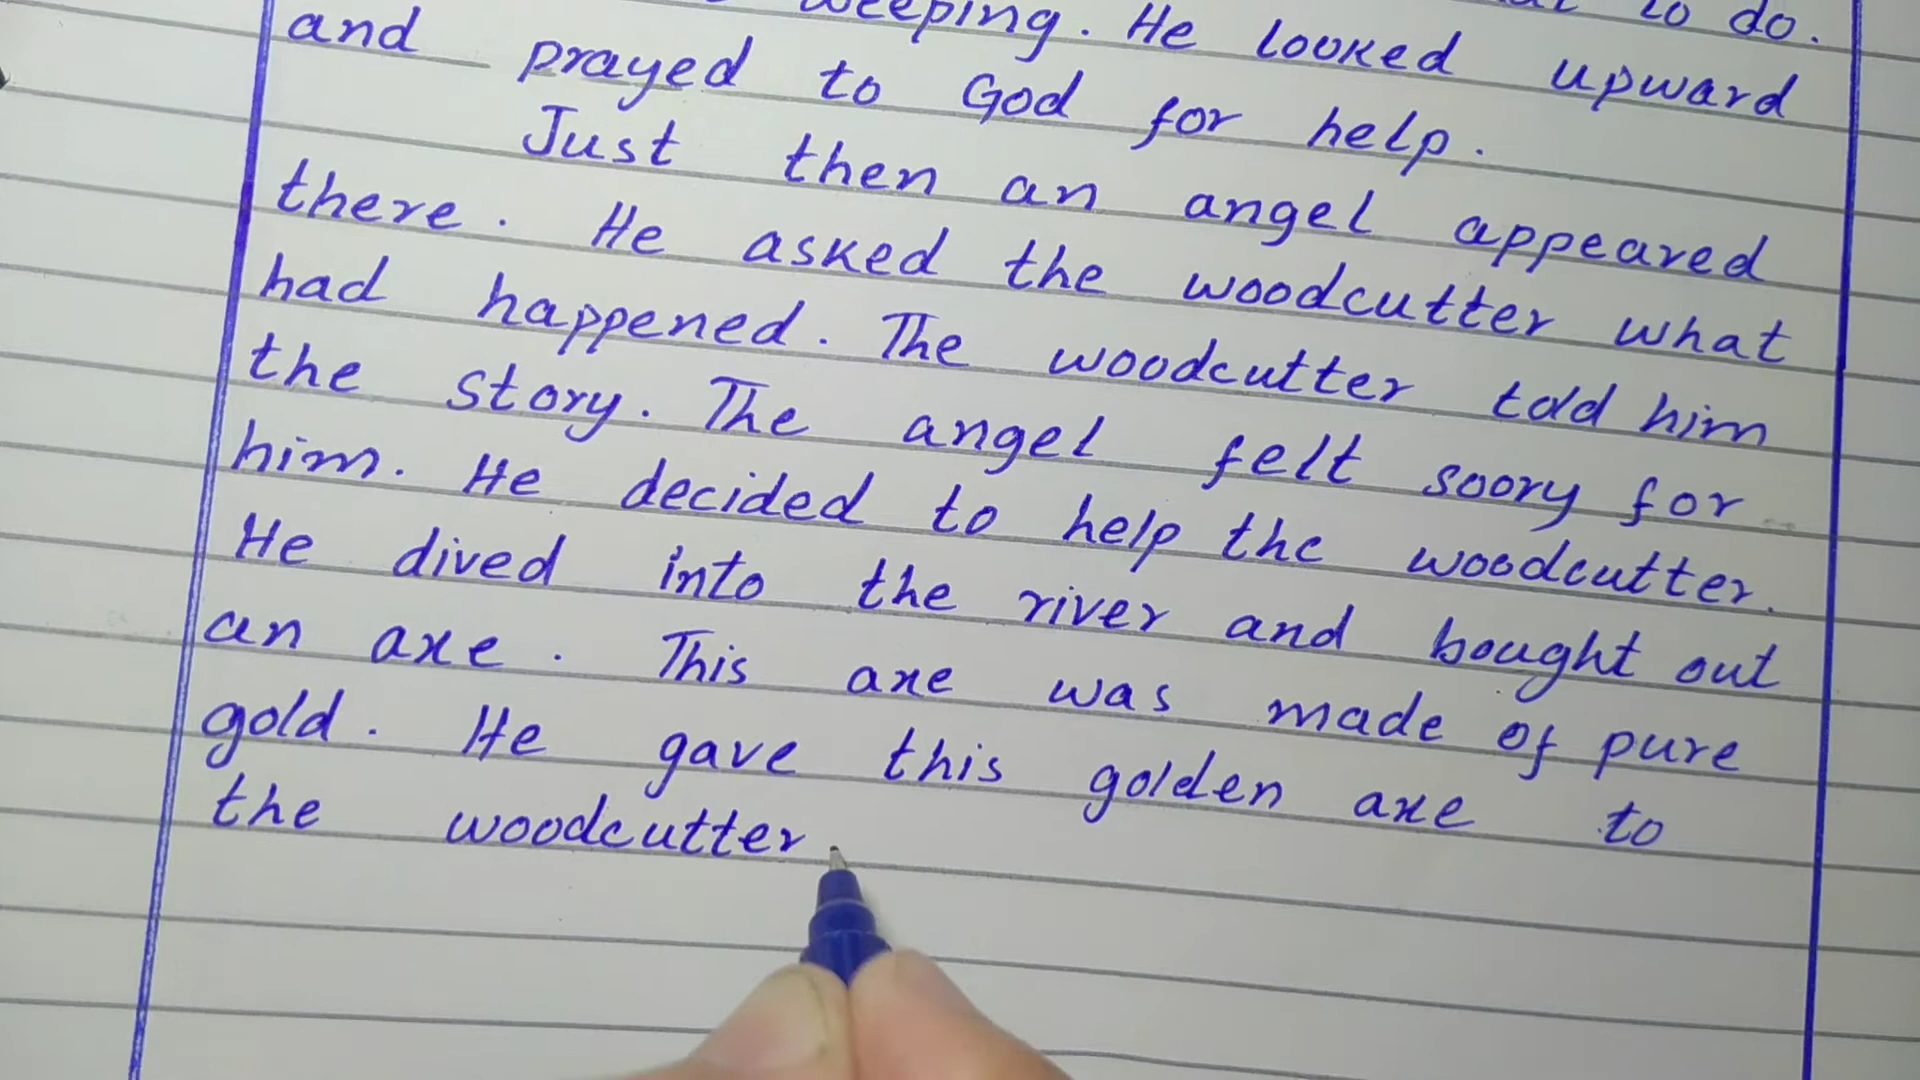 weeping. He looked upward to do.
and prayed to God for help.
Just then an angel appeared
there. He asked the woodcutter what
had happened. The woodcutter told him
the story. The angel felt soory for
him. He decided to help the woodcutter.
He dived into the river and bought out
an axe. This axe was made of pure
gold. He gave this golden axe to
the woodcutter